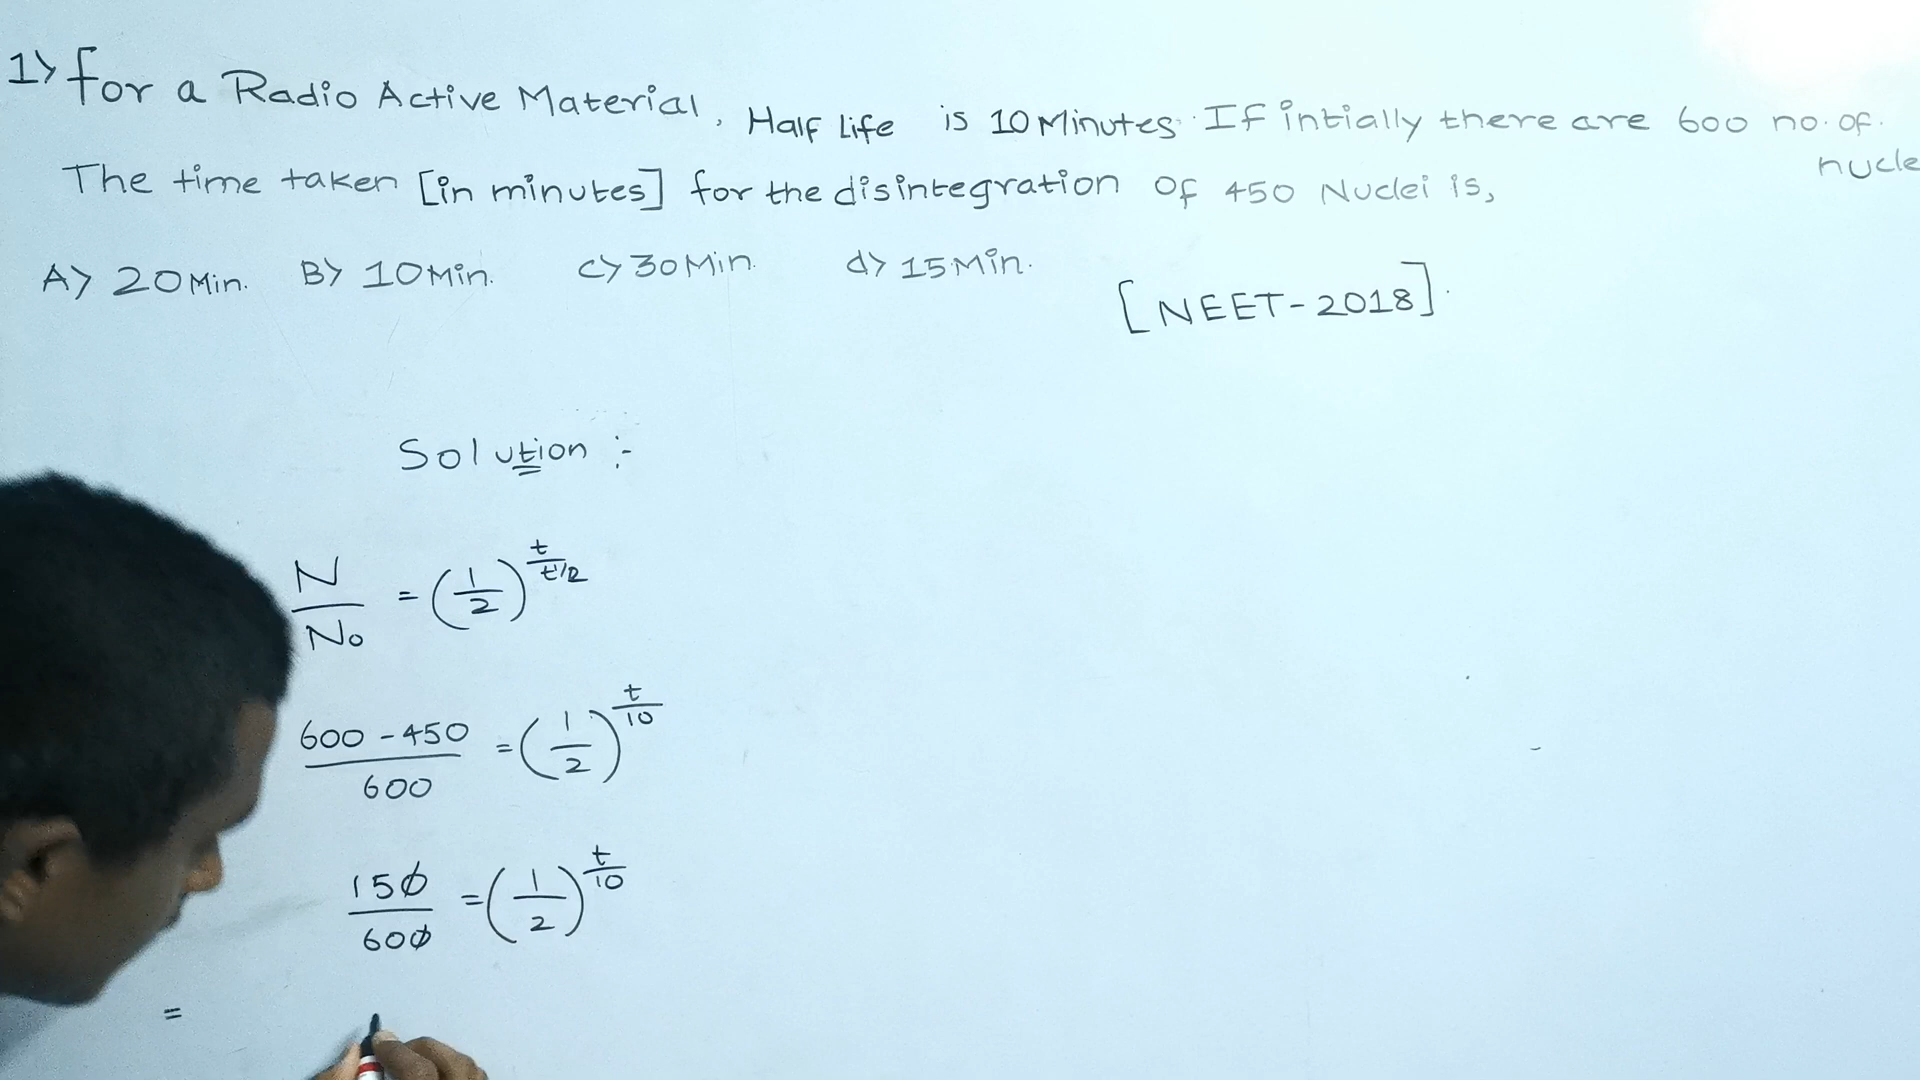 1) For a Radio Active Material, Half Life is 10 Minutes. If intially there are 600 no. of. nucle
The time taken [in minutes] for the disintegration of 450 Nuclei is,
A) 20 Min. B) 10 Min. C) 30 Min. d) 15 Min.
[NEET-2018].
Solution :-
N/No = (1/2)^t/t1/2
600-450/600 = (1/2)^t/10
150/600 = (1/2)^t/10
=